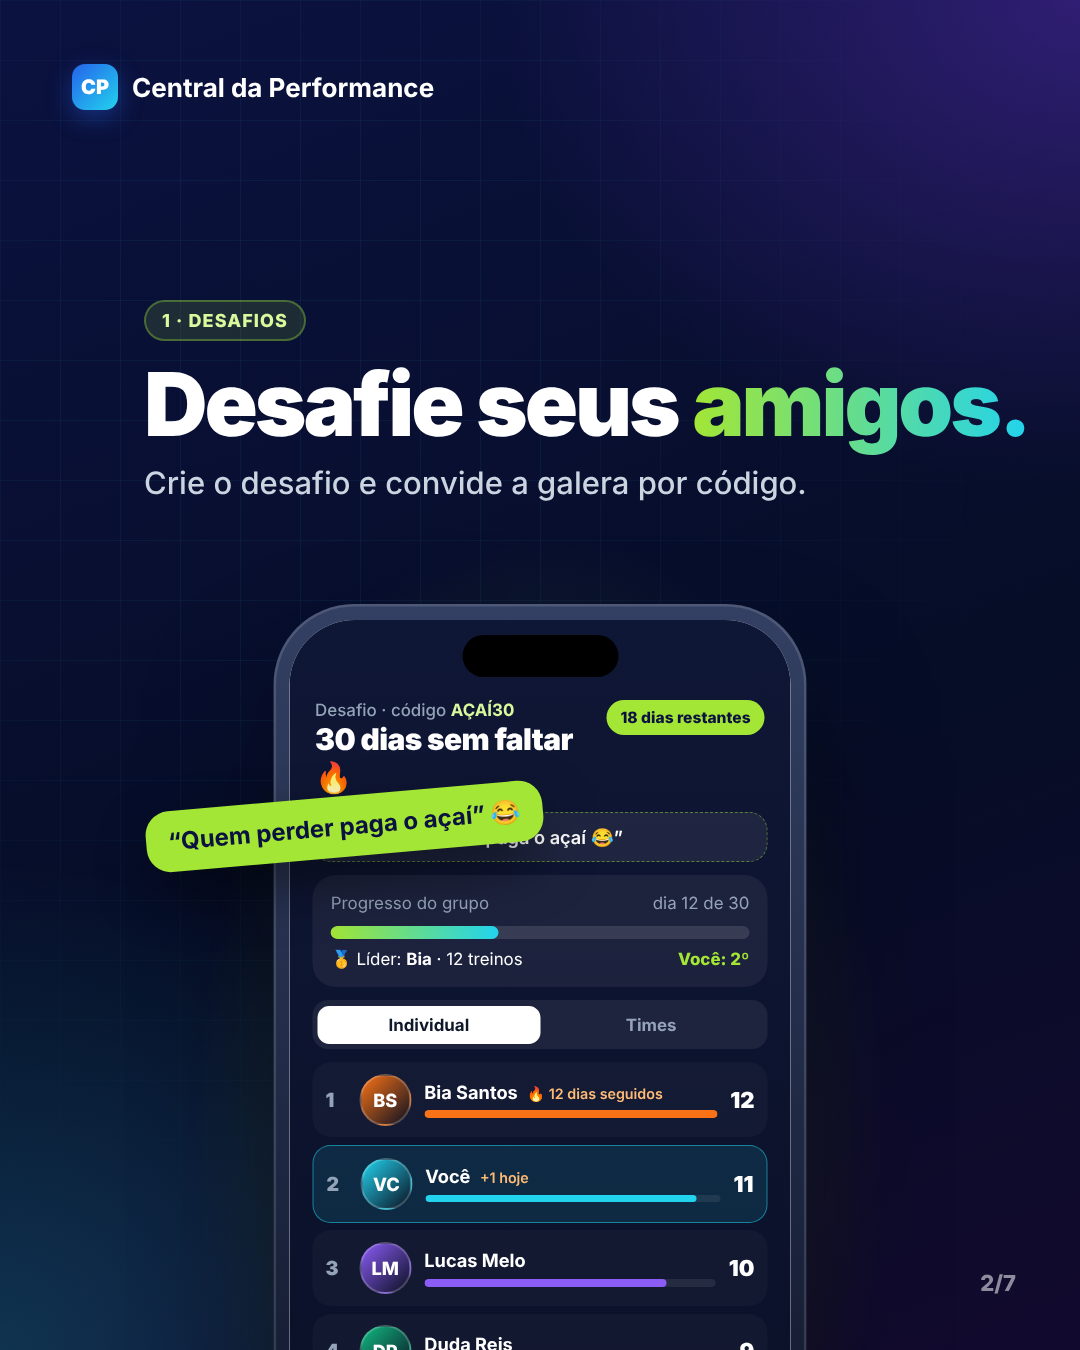 CP Central da Performance
1 · DESAFIOS
Desafie seus amigos.
Crie o desafio e convide a galera por código.
Desafio · código AÇAÍ30
18 dias restantes
30 dias sem faltar
🔥
“Quem perder paga o açaí” 😂
o açaí 😂”
Progresso do grupo dia 12 de 30
🥇 Líder: Bia · 12 treinos Você: 2º
Individual Times
1 BS Bia Santos 🔥 12 dias seguidos 12
2 VC Você +1 hoje 11
3 LM Lucas Melo 10
Duda Reis
2/7